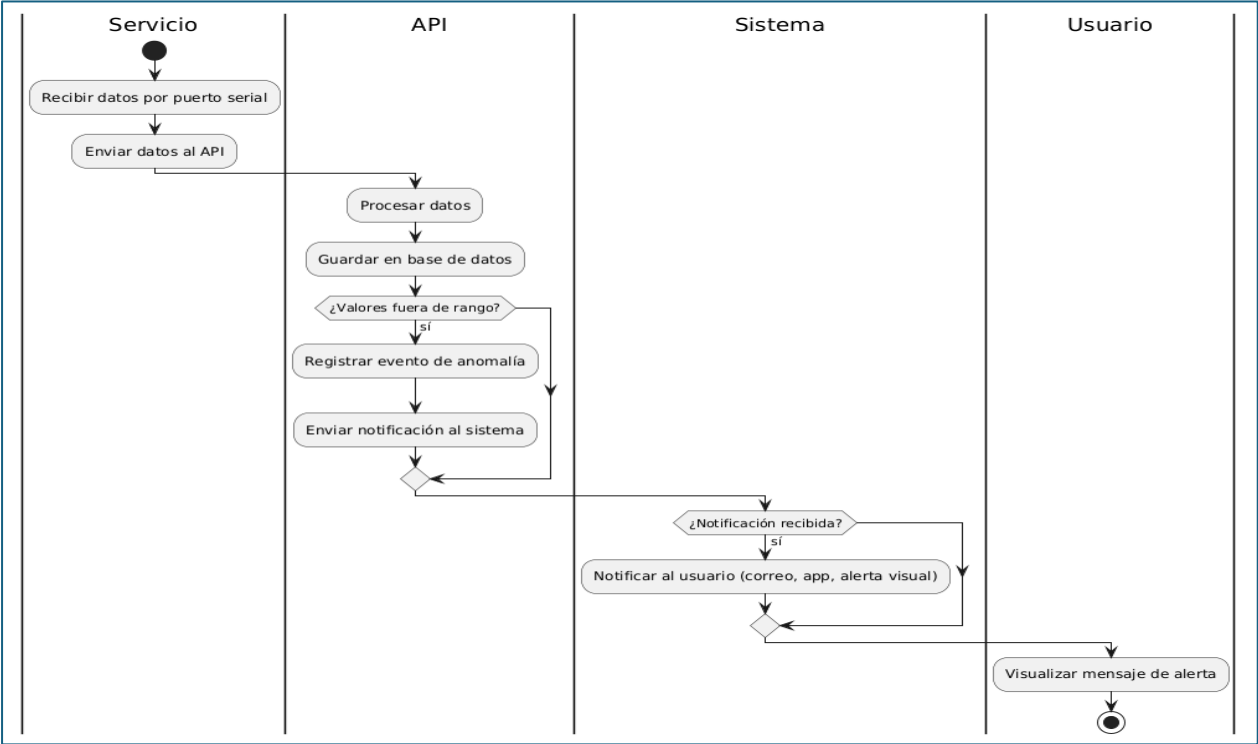 Servicio
API
Sistema
Usuario
Recibir datos por puerto serial
Enviar datos al API
Procesar datos
Guardar en base de datos
¿Valores fuera de rango?
sí
Registrar evento de anomalía
Enviar notificación al sistema
¿Notificación recibida?
sí
Notificar al usuario (correo, app, alerta visual)
Visualizar mensaje de alerta